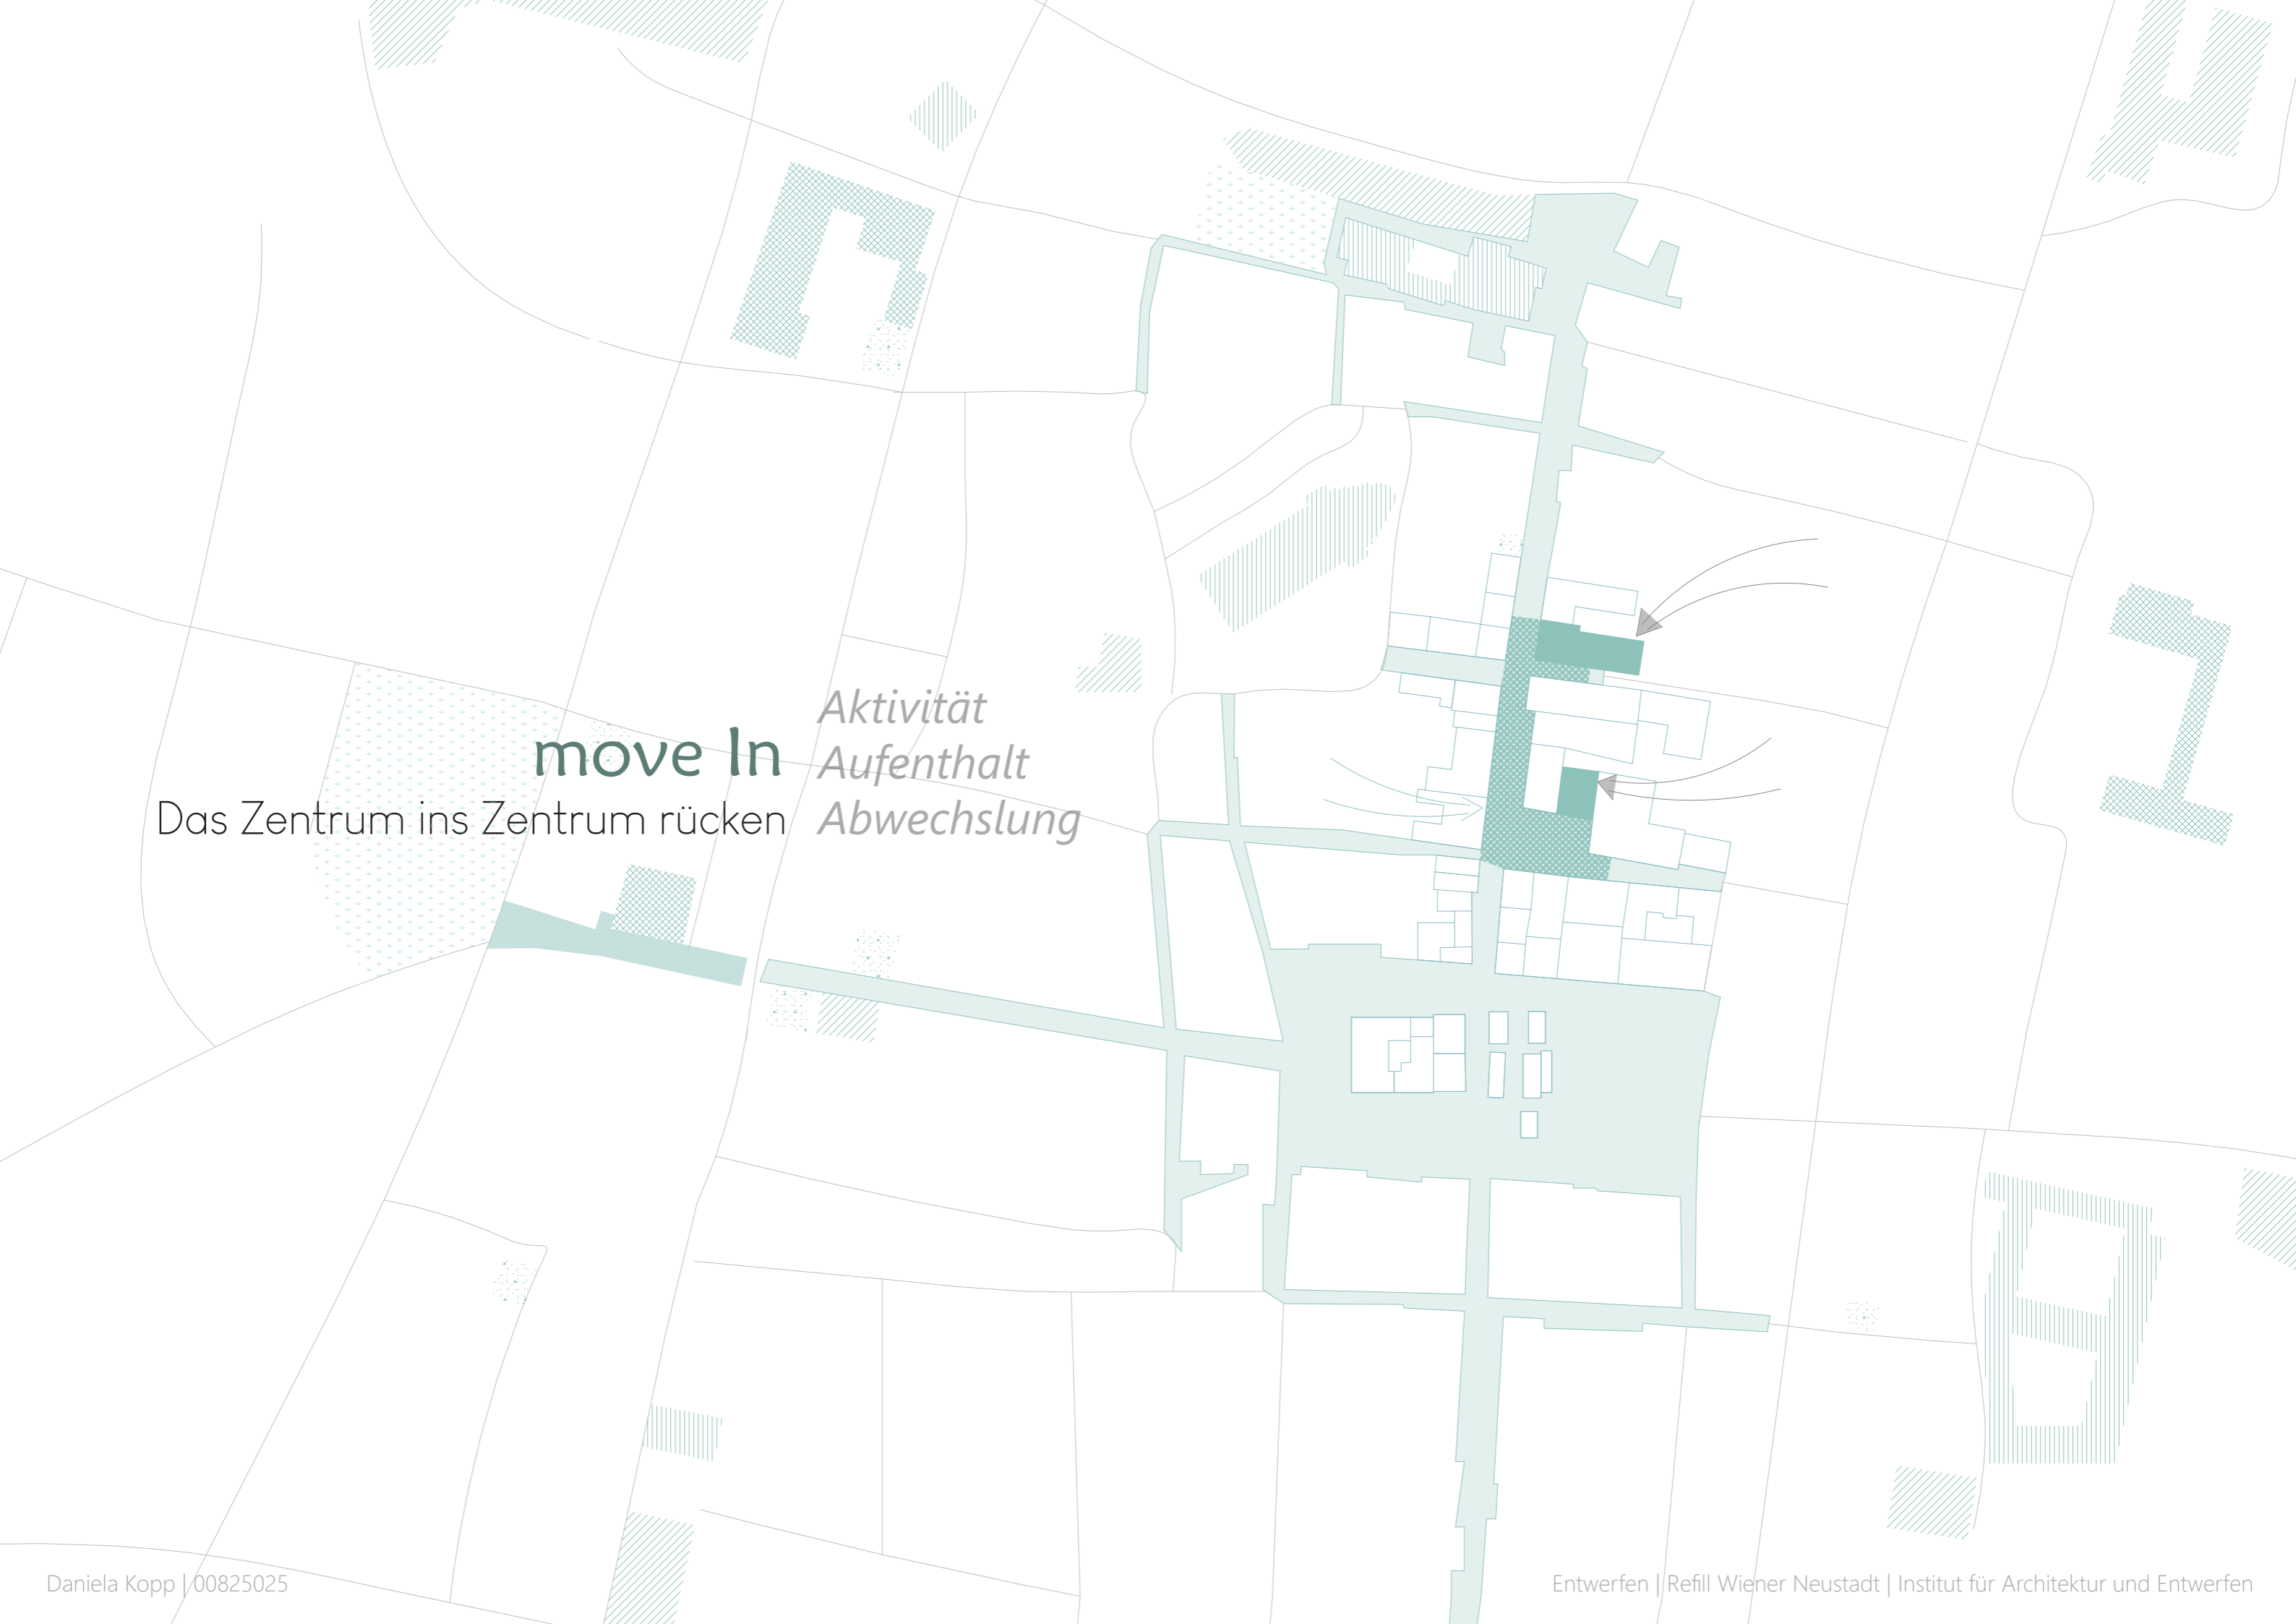 move In
Das Zentrum ins Zentrum rücken
Aktivität
Aufenthalt
Abwechslung
Daniela Kopp | 00825025
Entwerfen | Refill Wiener Neustadt | Institut für Architektur und Entwerfen